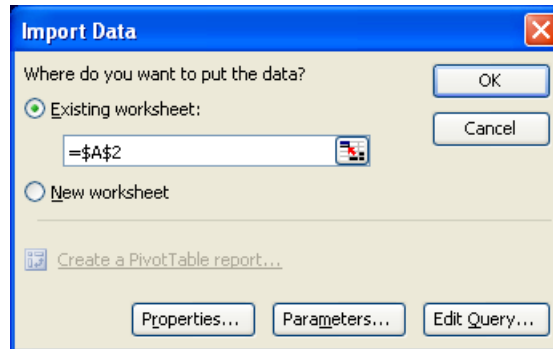 Import Data
Where do you want to put the data?
OK
Existing worksheet:
Cancel
=$A$2
New worksheet
Create a PivotTable report...
Properties...
Parameters...
Edit Query...